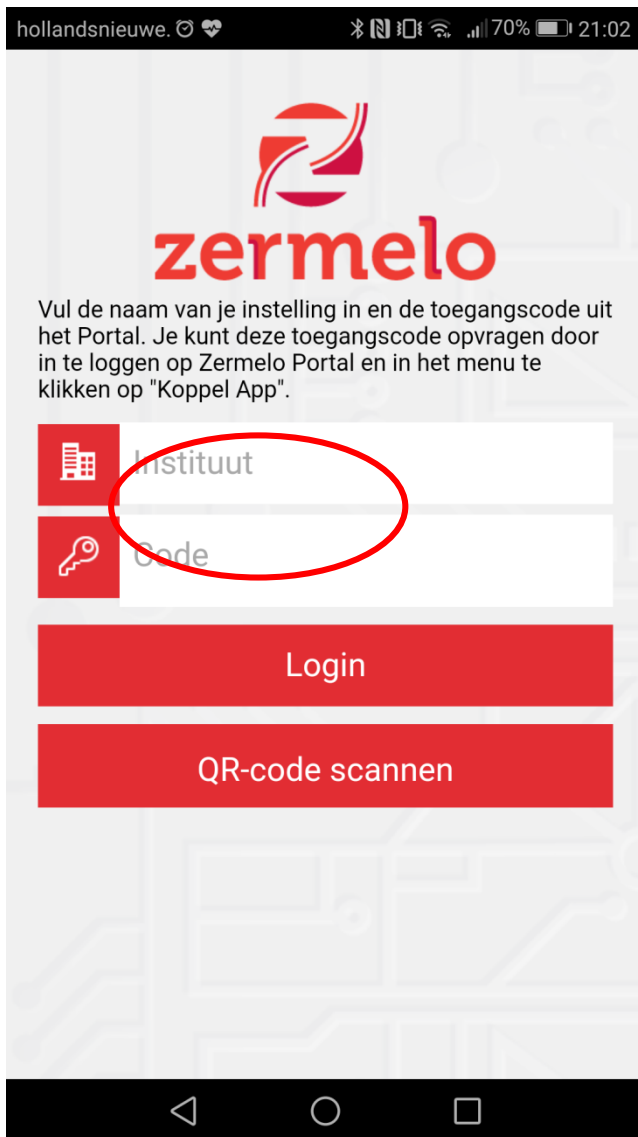 hollandsnieuwe. 70% 21:02
zermelo
Vul de naam van je instelling in en de toegangscode uit
het Portal. Je kunt deze toegangscode opvragen door
in te loggen op Zermelo Portal en in het menu te
klikken op "Koppel App".
Instituut
Code
Login
QR-code scannen